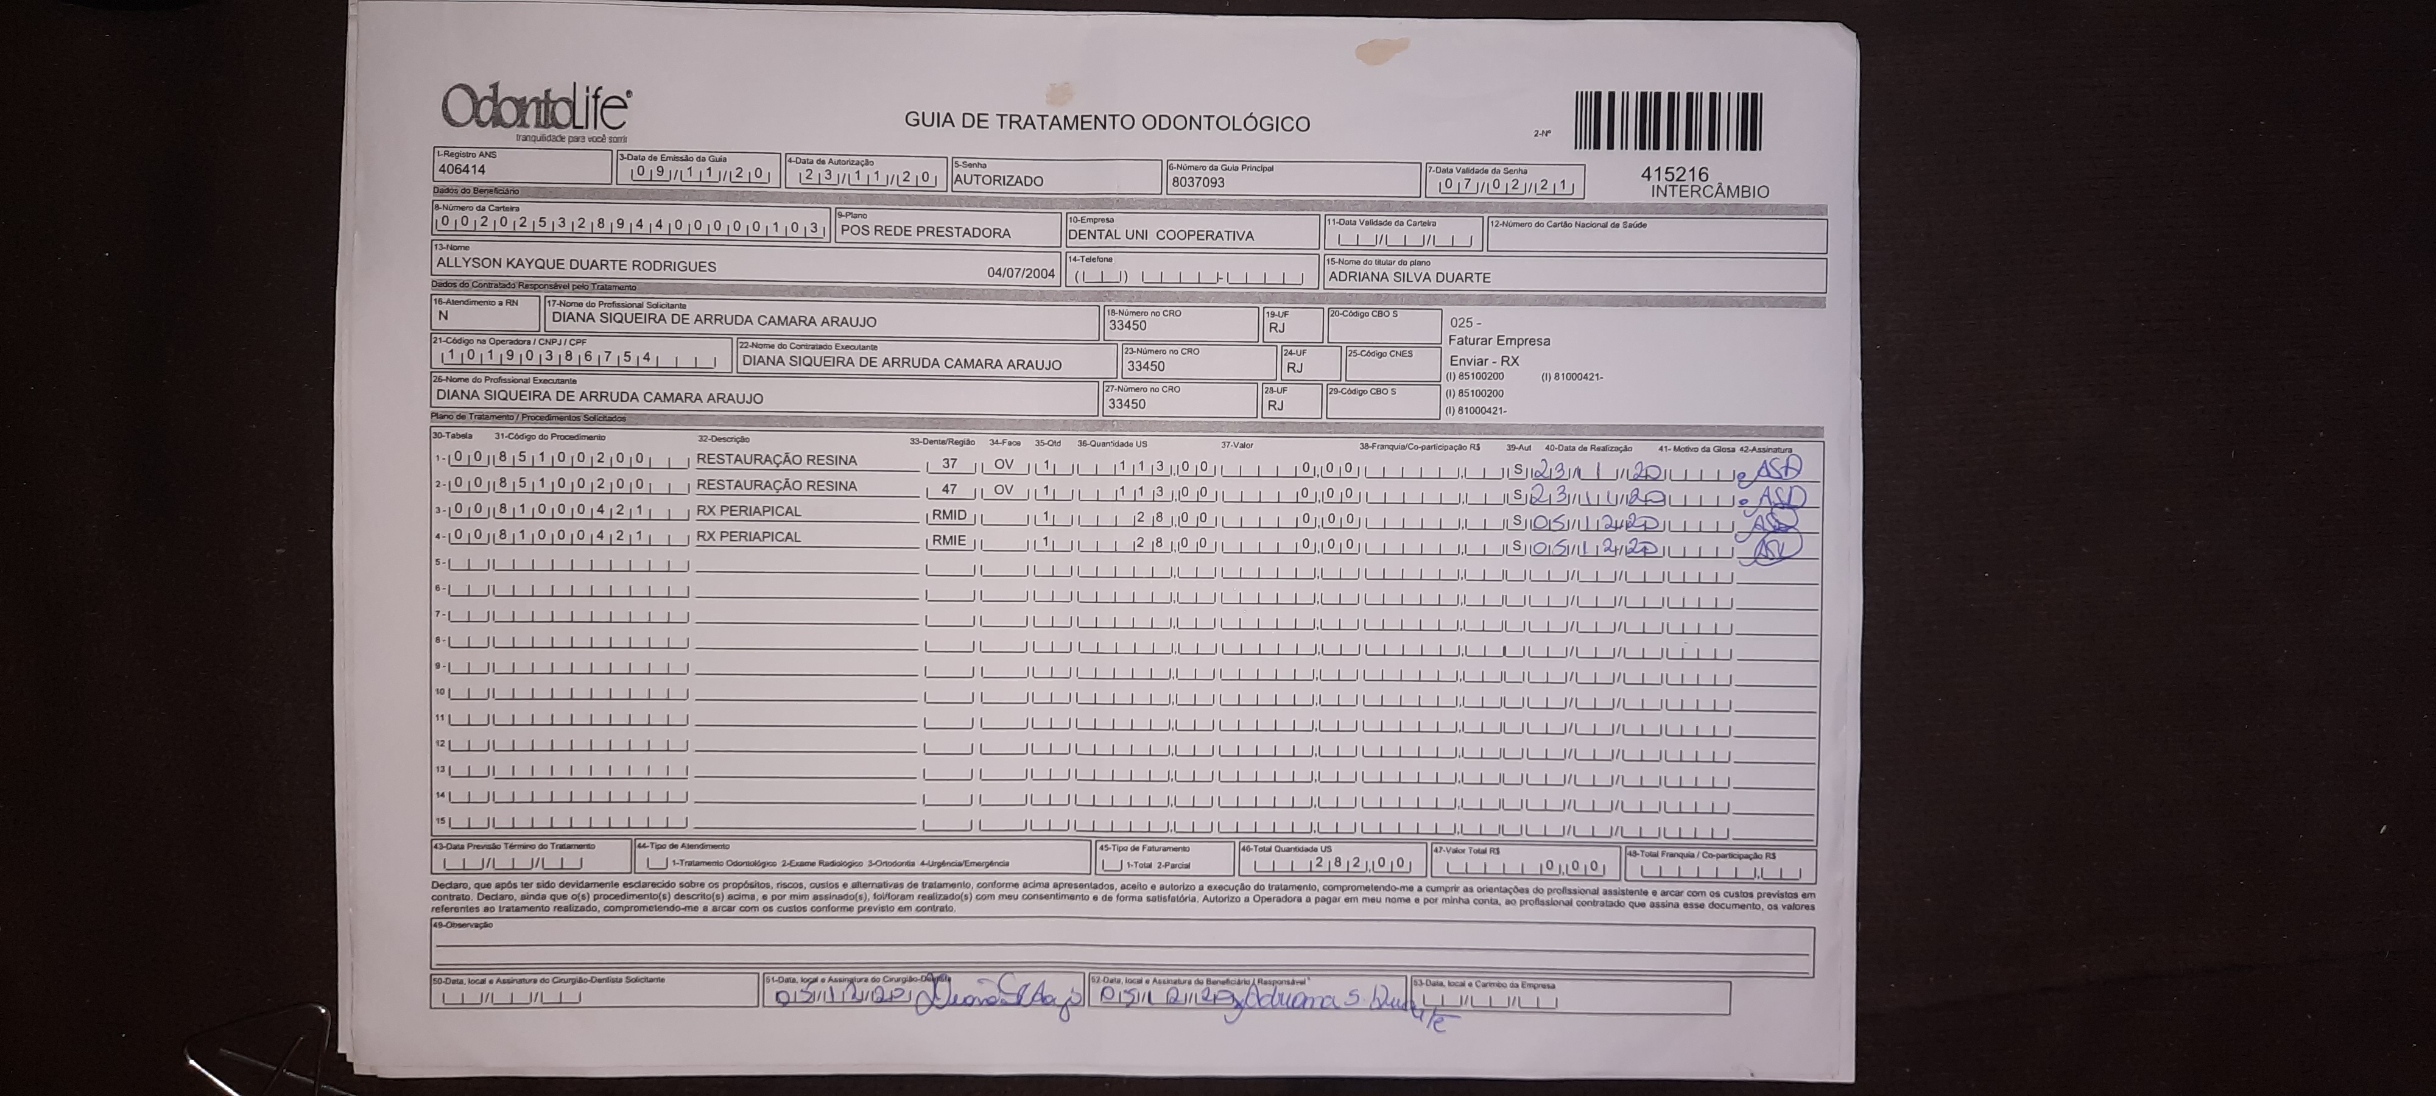 OdontoLife®
tranquilidade para você sorrir
GUIA DE TRATAMENTO ODONTOLÓGICO
2-Nº
415216
INTERCÂMBIO
1-Registro ANS
406414
3-Data de Emissão da Guia
09/11/20
4-Data de Autorização
23/11/20
5-Senha
AUTORIZADO
6-Número da Guia Principal
8037093
7-Data Validade da Senha
07/02/21
Dados do Beneficiário
8-Número da Carteira
00202532894400000103
9-Plano
POS REDE PRESTADORA
10-Empresa
DENTAL UNI COOPERATIVA
11-Data Validade da Carteira
12-Número do Cartão Nacional de Saúde
13-Nome
ALLYSON KAYQUE DUARTE RODRIGUES 04/07/2004
14-Telefone
15-Nome do titular do plano
ADRIANA SILVA DUARTE
Dados do Contratado Responsável pelo Tratamento
16-Atendimento a RN
N
17-Nome do Profissional Solicitante
DIANA SIQUEIRA DE ARRUDA CAMARA ARAUJO
18-Número no CRO
33450
19-UF
RJ
20-Código CBO S
025 -
Faturar Empresa
Enviar - RX
(I) 85100200 (I) 81000421-
(I) 85100200
(I) 81000421-
21-Código na Operadora / CNPJ / CPF
10190386754
22-Nome do Contratado Executante
DIANA SIQUEIRA DE ARRUDA CAMARA ARAUJO
23-Número no CRO
33450
24-UF
RJ
25-Código CNES
26-Nome do Profissional Executante
DIANA SIQUEIRA DE ARRUDA CAMARA ARAUJO
27-Número no CRO
33450
28-UF
RJ
29-Código CBO S
Plano de Tratamento / Procedimentos Solicitados
30-Tabela 31-Código do Procedimento 32-Descrição 33-Dente/Região 34-Face 35-Qtd 36-Quantidade US 37-Valor 38-Franquia/Co-participação R$ 39-Aut 40-Data de Realização 41- Motivo da Glosa 42-Assinatura
1- 00 85100200 RESTAURAÇÃO RESINA 37 OV 1 113,00 0,00 S 23/11/20 ASD
2- 00 85100200 RESTAURAÇÃO RESINA 47 OV 1 113,00 0,00 S 23/11/20 ASD
3- 00 81000421 RX PERIAPICAL RMID 1 28,00 0,00 S 05/12/20 ASD
4- 00 81000421 RX PERIAPICAL RMIE 1 28,00 0,00 S 05/12/20 ASD
5-
6-
7-
8-
9-
10
11
12
13
14
15
43-Data Previsão Término do Tratamento
44-Tipo de Atendimento
1-Tratamento Odontológico 2-Exame Radiológico 3-Ortodontia 4-Urgência/Emergência
45-Tipo de Faturamento
1-Total 2-Parcial
46-Total Quantidade US
282,00
47-Valor Total R$
0,00
48-Total Franquia / Co-participação R$
Declaro, que após ter sido devidamente esclarecido sobre os propósitos, riscos, custos e alternativas de tratamento, conforme acima apresentados, aceito e autorizo a execução do tratamento, comprometendo-me a cumprir as orientações do profissional assistente e arcar com os custos previstos em
contrato. Declaro, ainda que o(s) procedimento(s) descrito(s) acima, e por mim assinado(s), foi/foram realizado(s) com meu consentimento e de forma satisfatória. Autorizo a Operadora a pagar em meu nome e por minha conta, ao profissional contratado que assina esse documento, os valores
referentes ao tratamento realizado, comprometendo-me a arcar com os custos conforme previsto em contrato.
49-Observação
50-Data, local e Assinatura do Cirurgião-Dentista Solicitante
51-Data, local e Assinatura do Cirurgião-Dentista
05/12/20
52-Data, local e Assinatura do Beneficiário / Responsável
05/12/20 Adriana S. Duarte
53-Data, local e Carimbo da Empresa